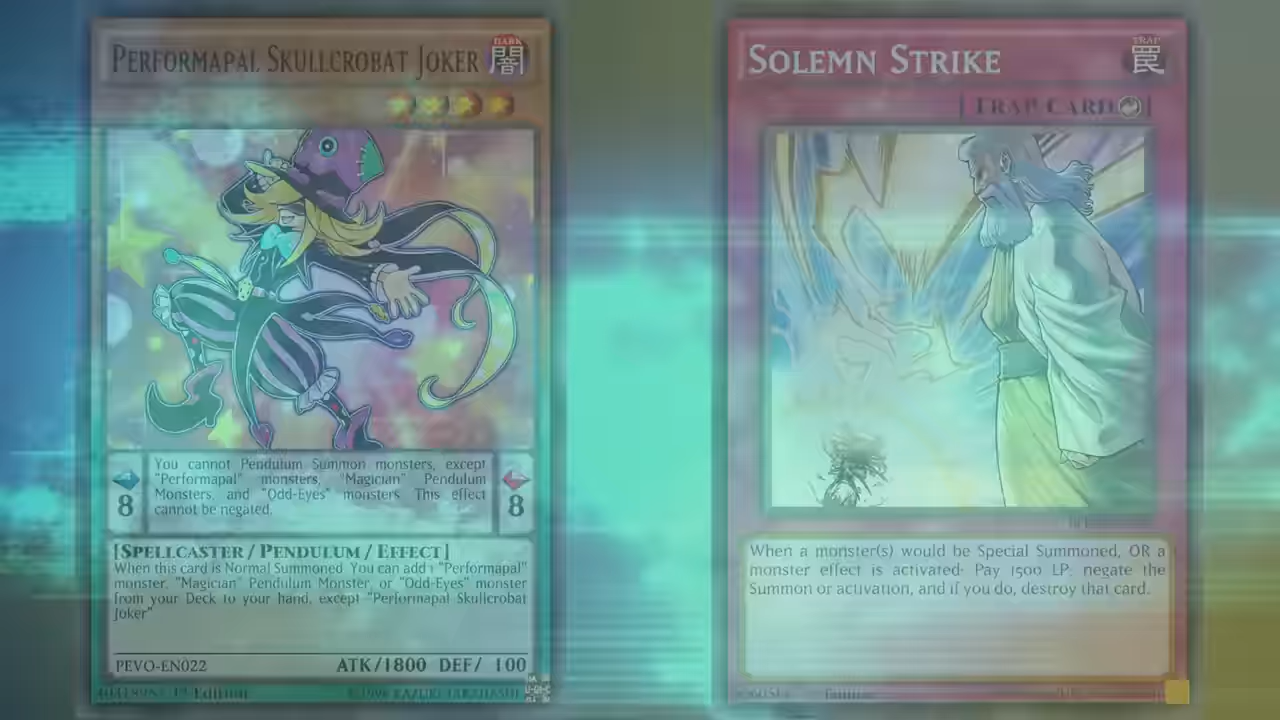 PERFORMAPAL SKULLCROBAT JOKER
DARK
闇
8
You cannot Pendulum Summon monsters, except
"Performapal" monsters, "Magician" Pendulum
Monsters, and "Odd-Eyes" monsters. This effect
cannot be negated.
8
[SPELLCASTER / PENDULUM / EFFECT]
When this card is Normal Summoned: You can add 1 "Performapal"
monster, "Magician" Pendulum Monster, or "Odd-Eyes" monster
from your Deck to your hand, except "Performapal Skullcrobat
Joker".
PEVO-EN022
ATK/1800 DEF/ 100
1st Edition
© 1996 KAZUKI TAKAHASHI
SOLEMN STRIKE
TRAP
罠
[TRAP CARD]
When a monster(s) would be Special Summoned, OR a
monster effect is activated: Pay 1500 LP; negate the
Summon or activation, and if you do, destroy that card.